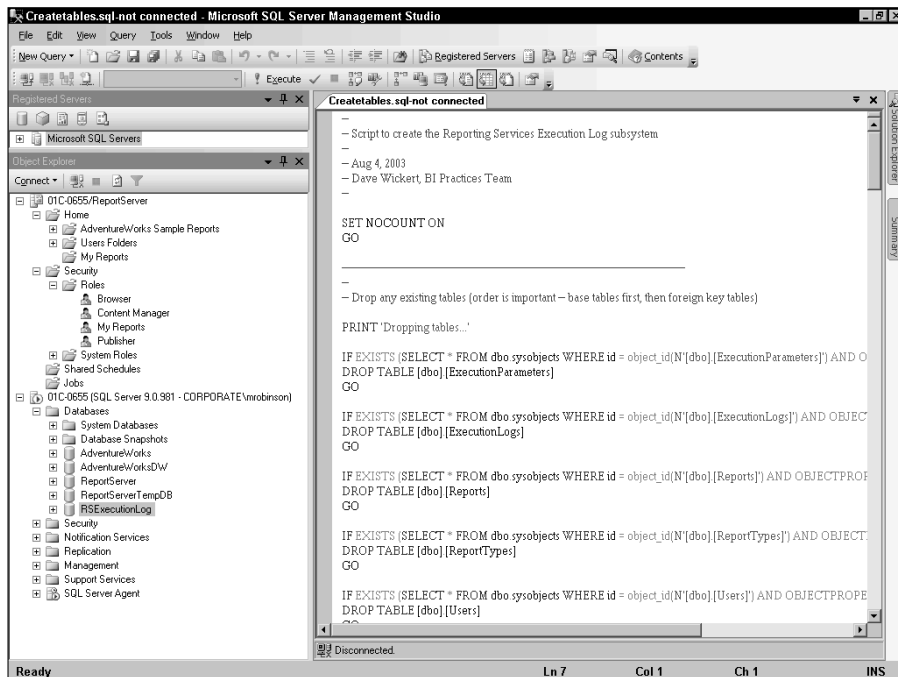 Createtables.sql-not connected - Microsoft SQL Server Management Studio
File Edit View Query Tools Window Help
New Query Registered Servers Contents
Execute
Registered Servers
Microsoft SQL Servers
Object Explorer
Connect
01C-0655/ReportServer
Home
AdventureWorks Sample Reports
Users Folders
My Reports
Security
Roles
Browser
Content Manager
My Reports
Publisher
System Roles
Shared Schedules
Jobs
01C-0655 (SQL Server 9.0.981 - CORPORATE\mrobinson)
Databases
System Databases
Database Snapshots
AdventureWorks
AdventureWorksDW
ReportServer
ReportServerTempDB
RSExecutionLog
Security
Notification Services
Replication
Management
Support Services
SQL Server Agent
Createtables.sql-not connected
–
– Script to create the Reporting Services Execution Log subsystem
–
– Aug 4, 2003
– Dave Wickert, BI Practices Team
–
SET NOCOUNT ON
GO
–
– Drop any existing tables (order is important – base tables first, then foreign key tables)
PRINT 'Dropping tables...'
IF EXISTS (SELECT * FROM dbo.sysobjects WHERE id = object_id(N'[dbo].[ExecutionParameters]') AND O
DROP TABLE [dbo].[ExecutionParameters]
GO
IF EXISTS (SELECT * FROM dbo.sysobjects WHERE id = object_id(N'[dbo].[ExecutionLogs]') AND OBJEC
DROP TABLE [dbo].[ExecutionLogs]
GO
IF EXISTS (SELECT * FROM dbo.sysobjects WHERE id = object_id(N'[dbo].[Reports]') AND OBJECTPROF
DROP TABLE [dbo].[Reports]
GO
IF EXISTS (SELECT * FROM dbo.sysobjects WHERE id = object_id(N'[dbo].[ReportTypes]') AND OBJECT
DROP TABLE [dbo].[ReportTypes]
GO
IF EXISTS (SELECT * FROM dbo.sysobjects WHERE id = object_id(N'[dbo].[Users]') AND OBJECTPROPE
DROP TABLE [dbo].[Users]
GO
Disconnected.
Solution Explorer
Summary
Ready Ln 7 Col 1 Ch 1 INS